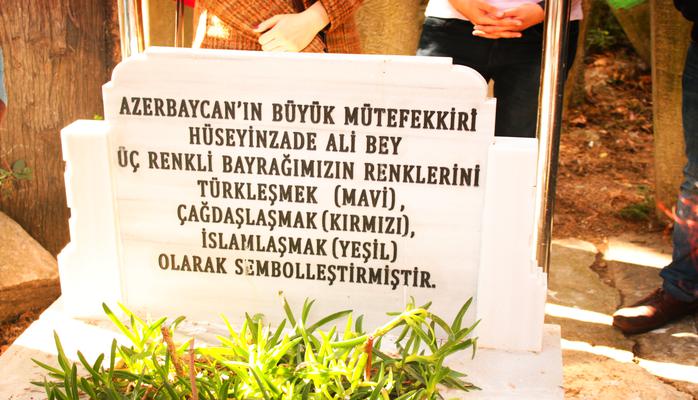 AZERBAYCAN'IN BÜYÜK MÜTEFEKKİRİ
HÜSEYİNZADE ALİ BEY
ÜÇ RENKLİ BAYRAĞIMIZIN RENKLERİNİ
TÜRKLEŞMEK (MAVİ),
ÇAĞDAŞLAŞMAK (KIRMIZI),
İSLAMLAŞMAK (YEŞİL)
OLARAK SEMBOLLEŞTİRMİŞTİR.